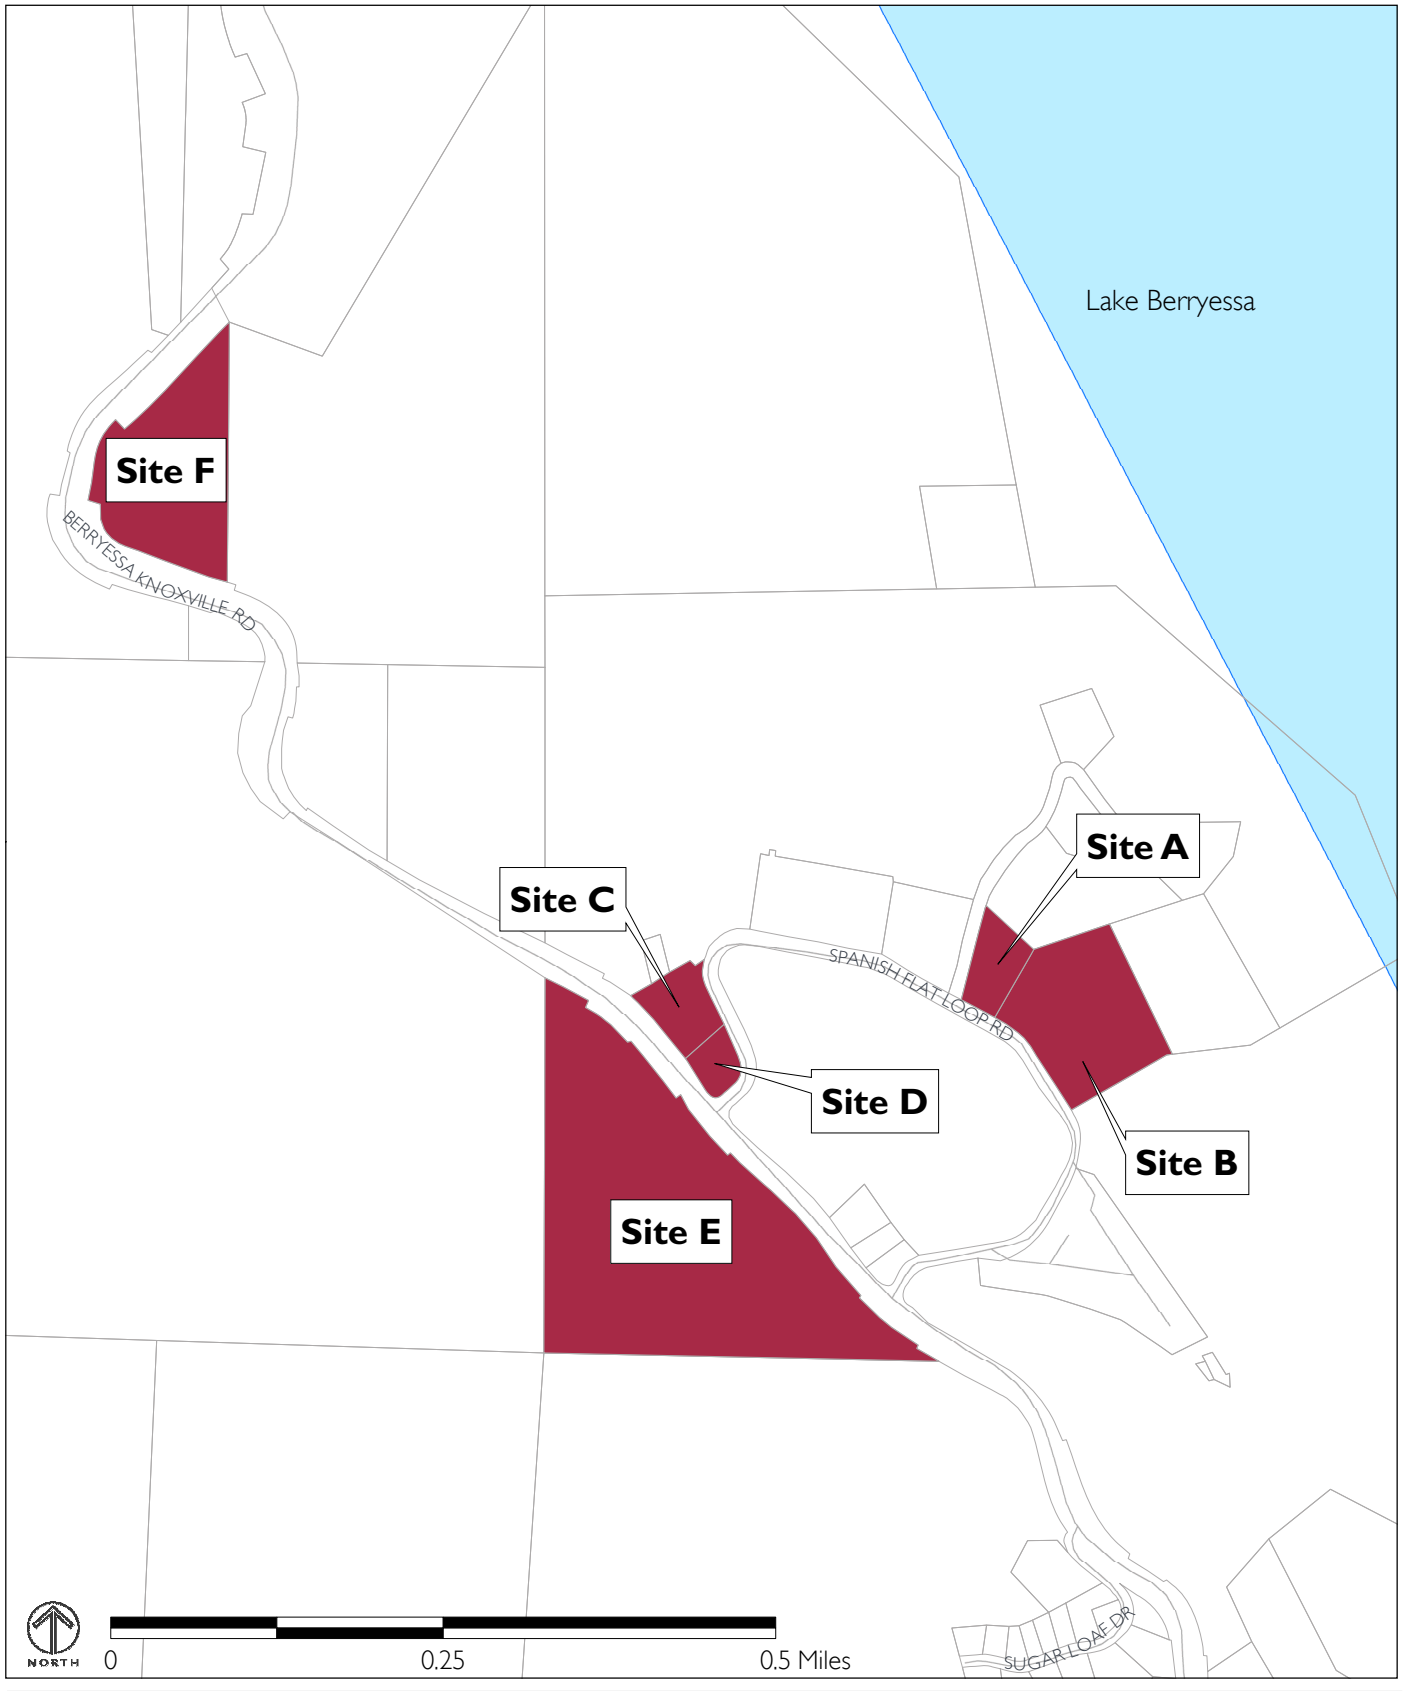 Lake Berryessa
Site F
BERRYESSA KNOXVILLE RD
Site A
Site C
SPANISH FLAT LOOP RD
Site D
Site B
Site E
SUGAR LOAF DR
NORTH
0 0.25 0.5 Miles